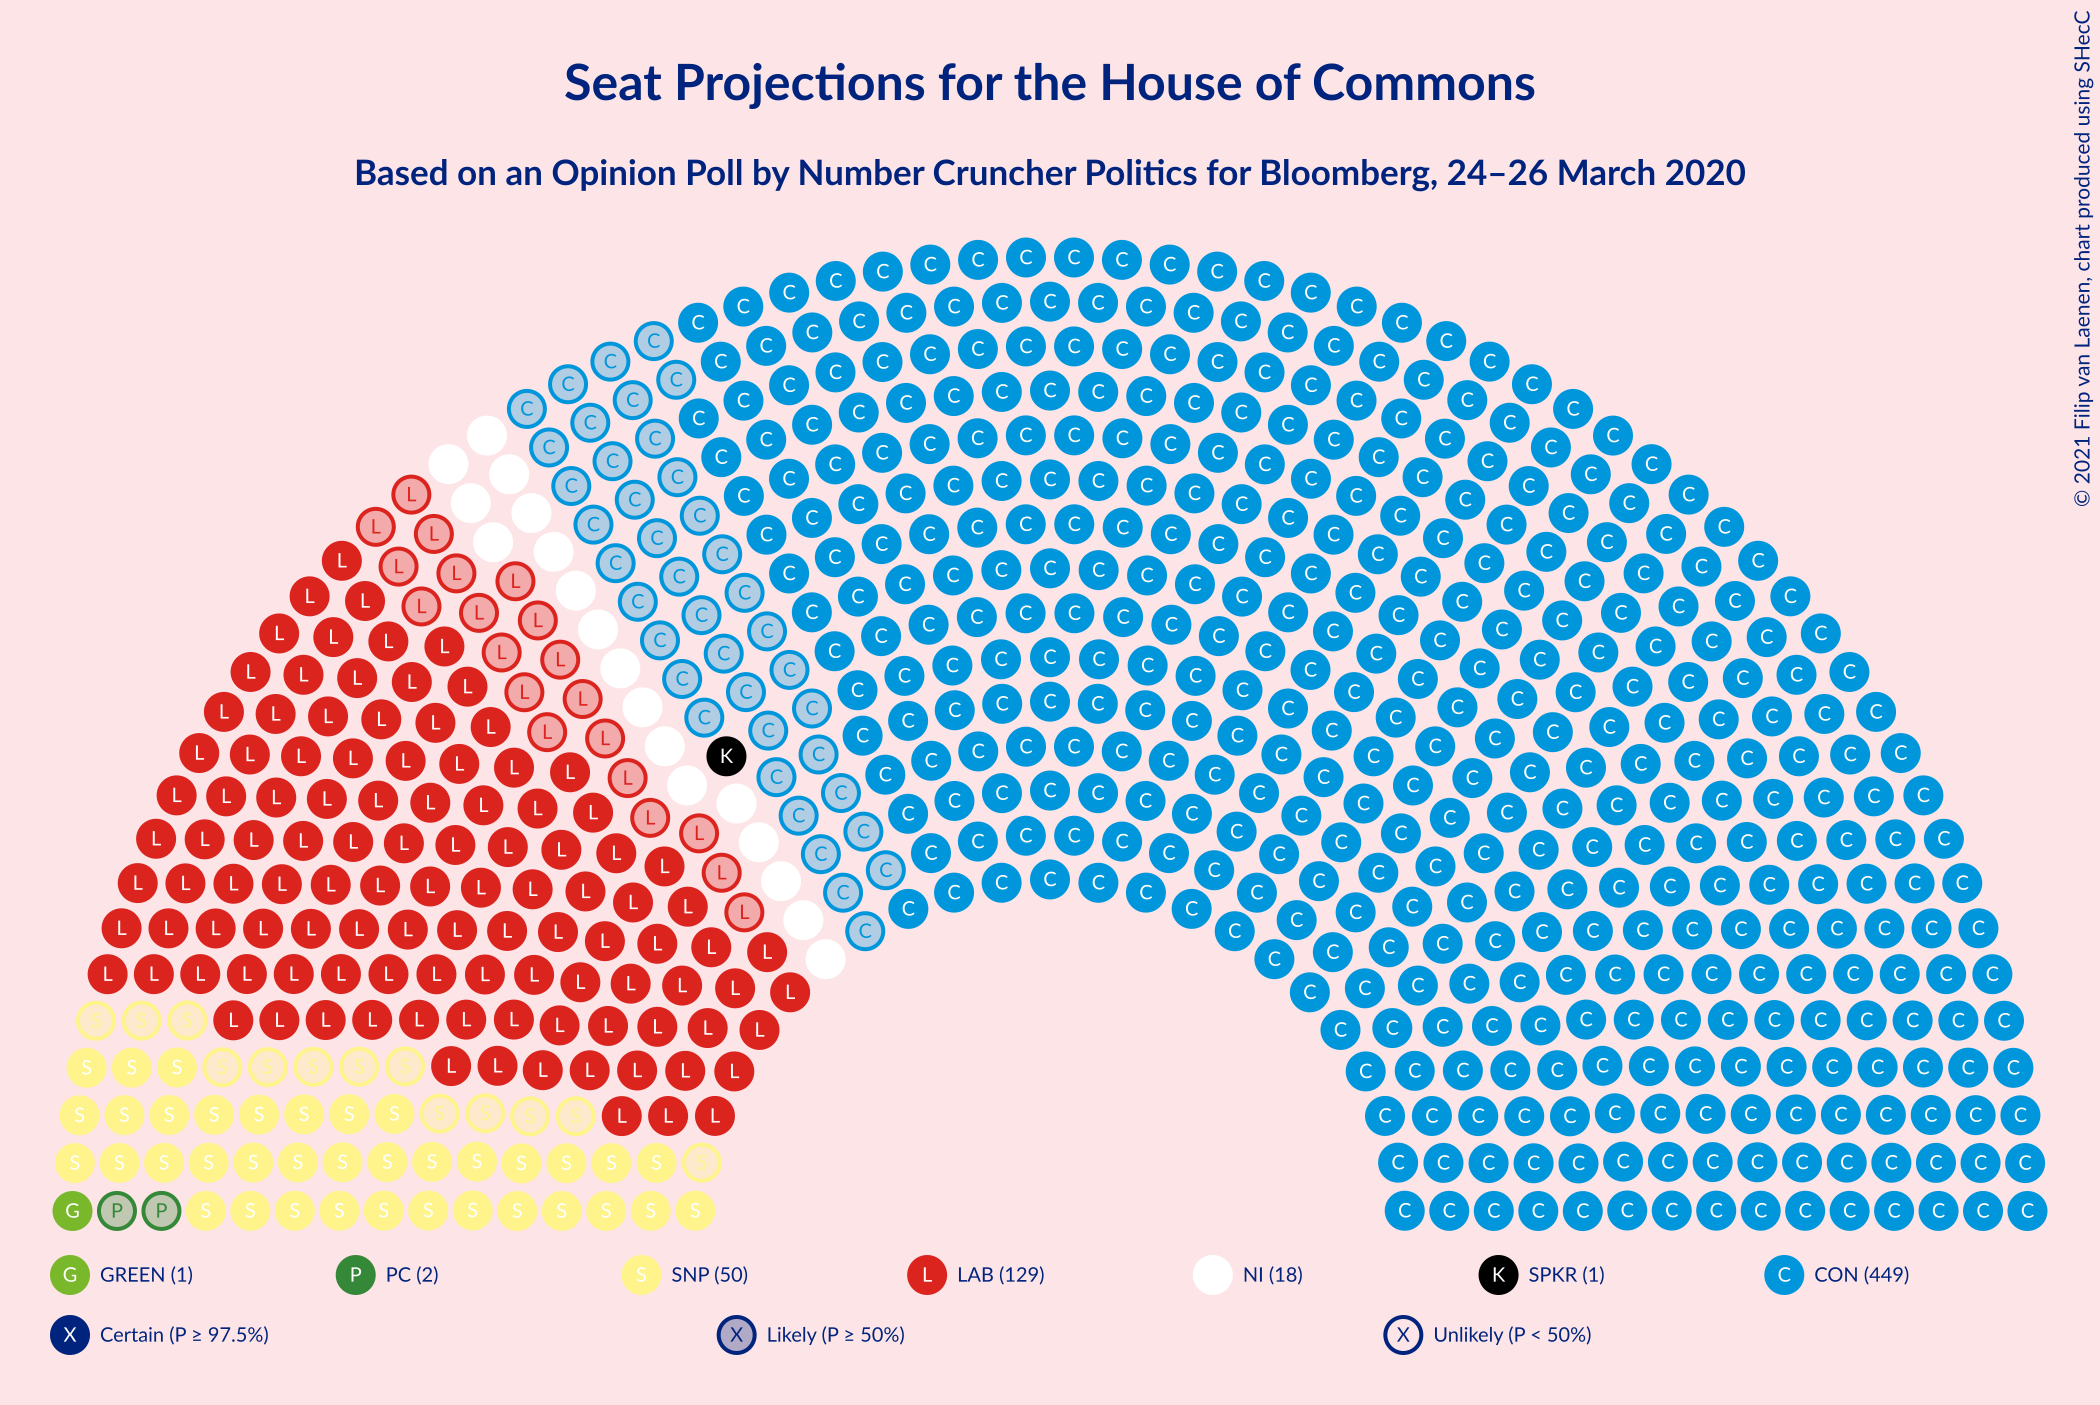 Seat Projections for the House of Commons
Based on an Opinion Poll by Number Cruncher Politics for Bloomberg, 24–26 March 2020
© 2021 Filip van Laenen, chart produced using SHecC
G GREEN (1)
P PC (2)
S SNP (50)
L LAB (129)
NI (18)
K SPKR (1)
C CON (449)
X Certain (P ≥ 97.5%)
X Likely (P ≥ 50%)
X Unlikely (P < 50%)